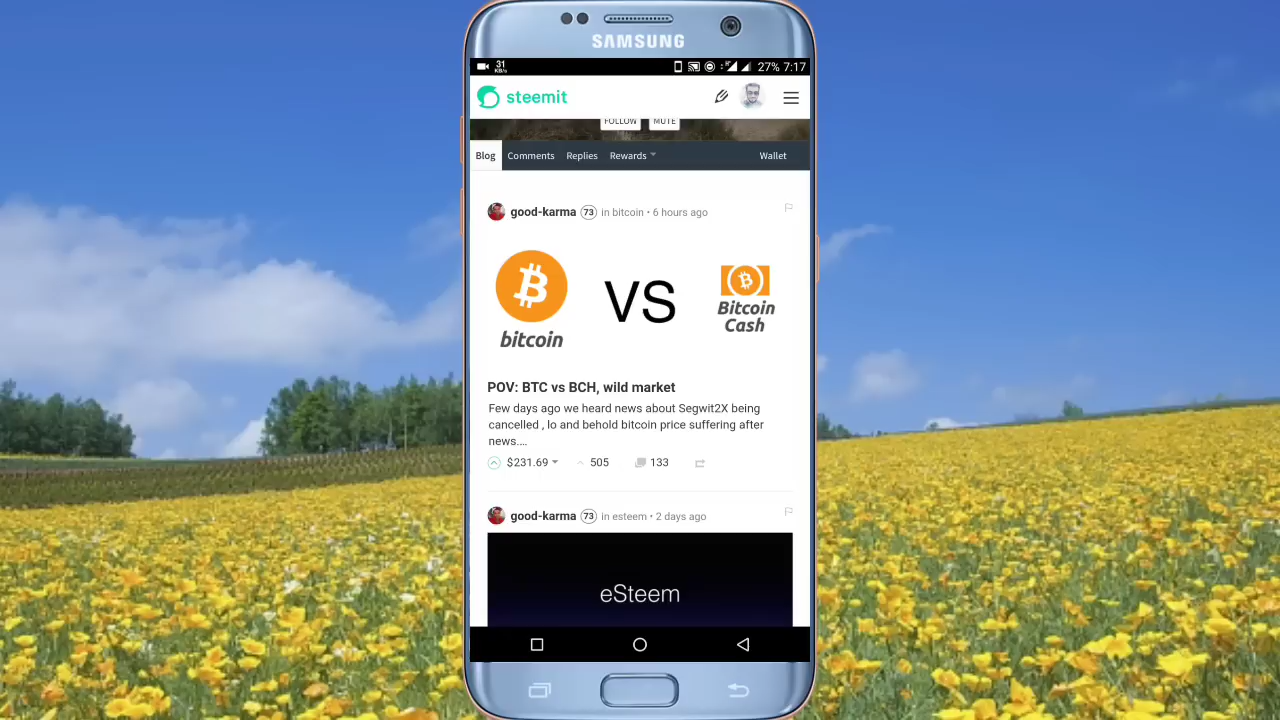 SAMSUNG
31
KB/s
27% 7:17
steemit
FOLLOW MUTE
Blog Comments Replies Rewards Wallet
good-karma 73 in bitcoin • 6 hours ago
bitcoin
VS
Bitcoin
Cash
POV: BTC vs BCH, wild market
Few days ago we heard news about Segwit2X being
cancelled , lo and behold bitcoin price suffering after
news....
$231.69 505 133
good-karma 73 in esteem • 2 days ago
eSteem